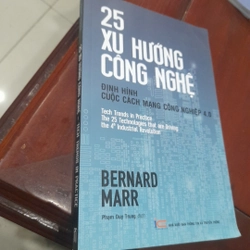 25
XU HƯỚNG
CÔNG NGHỆ
ĐỊNH HÌNH
CUỘC CÁCH MẠNG CÔNG NGHIỆP 4.0
Tech Trends in Practice
The 25 Technologies that are Driving
the 4th Industrial Revolution
BERNARD
MARR